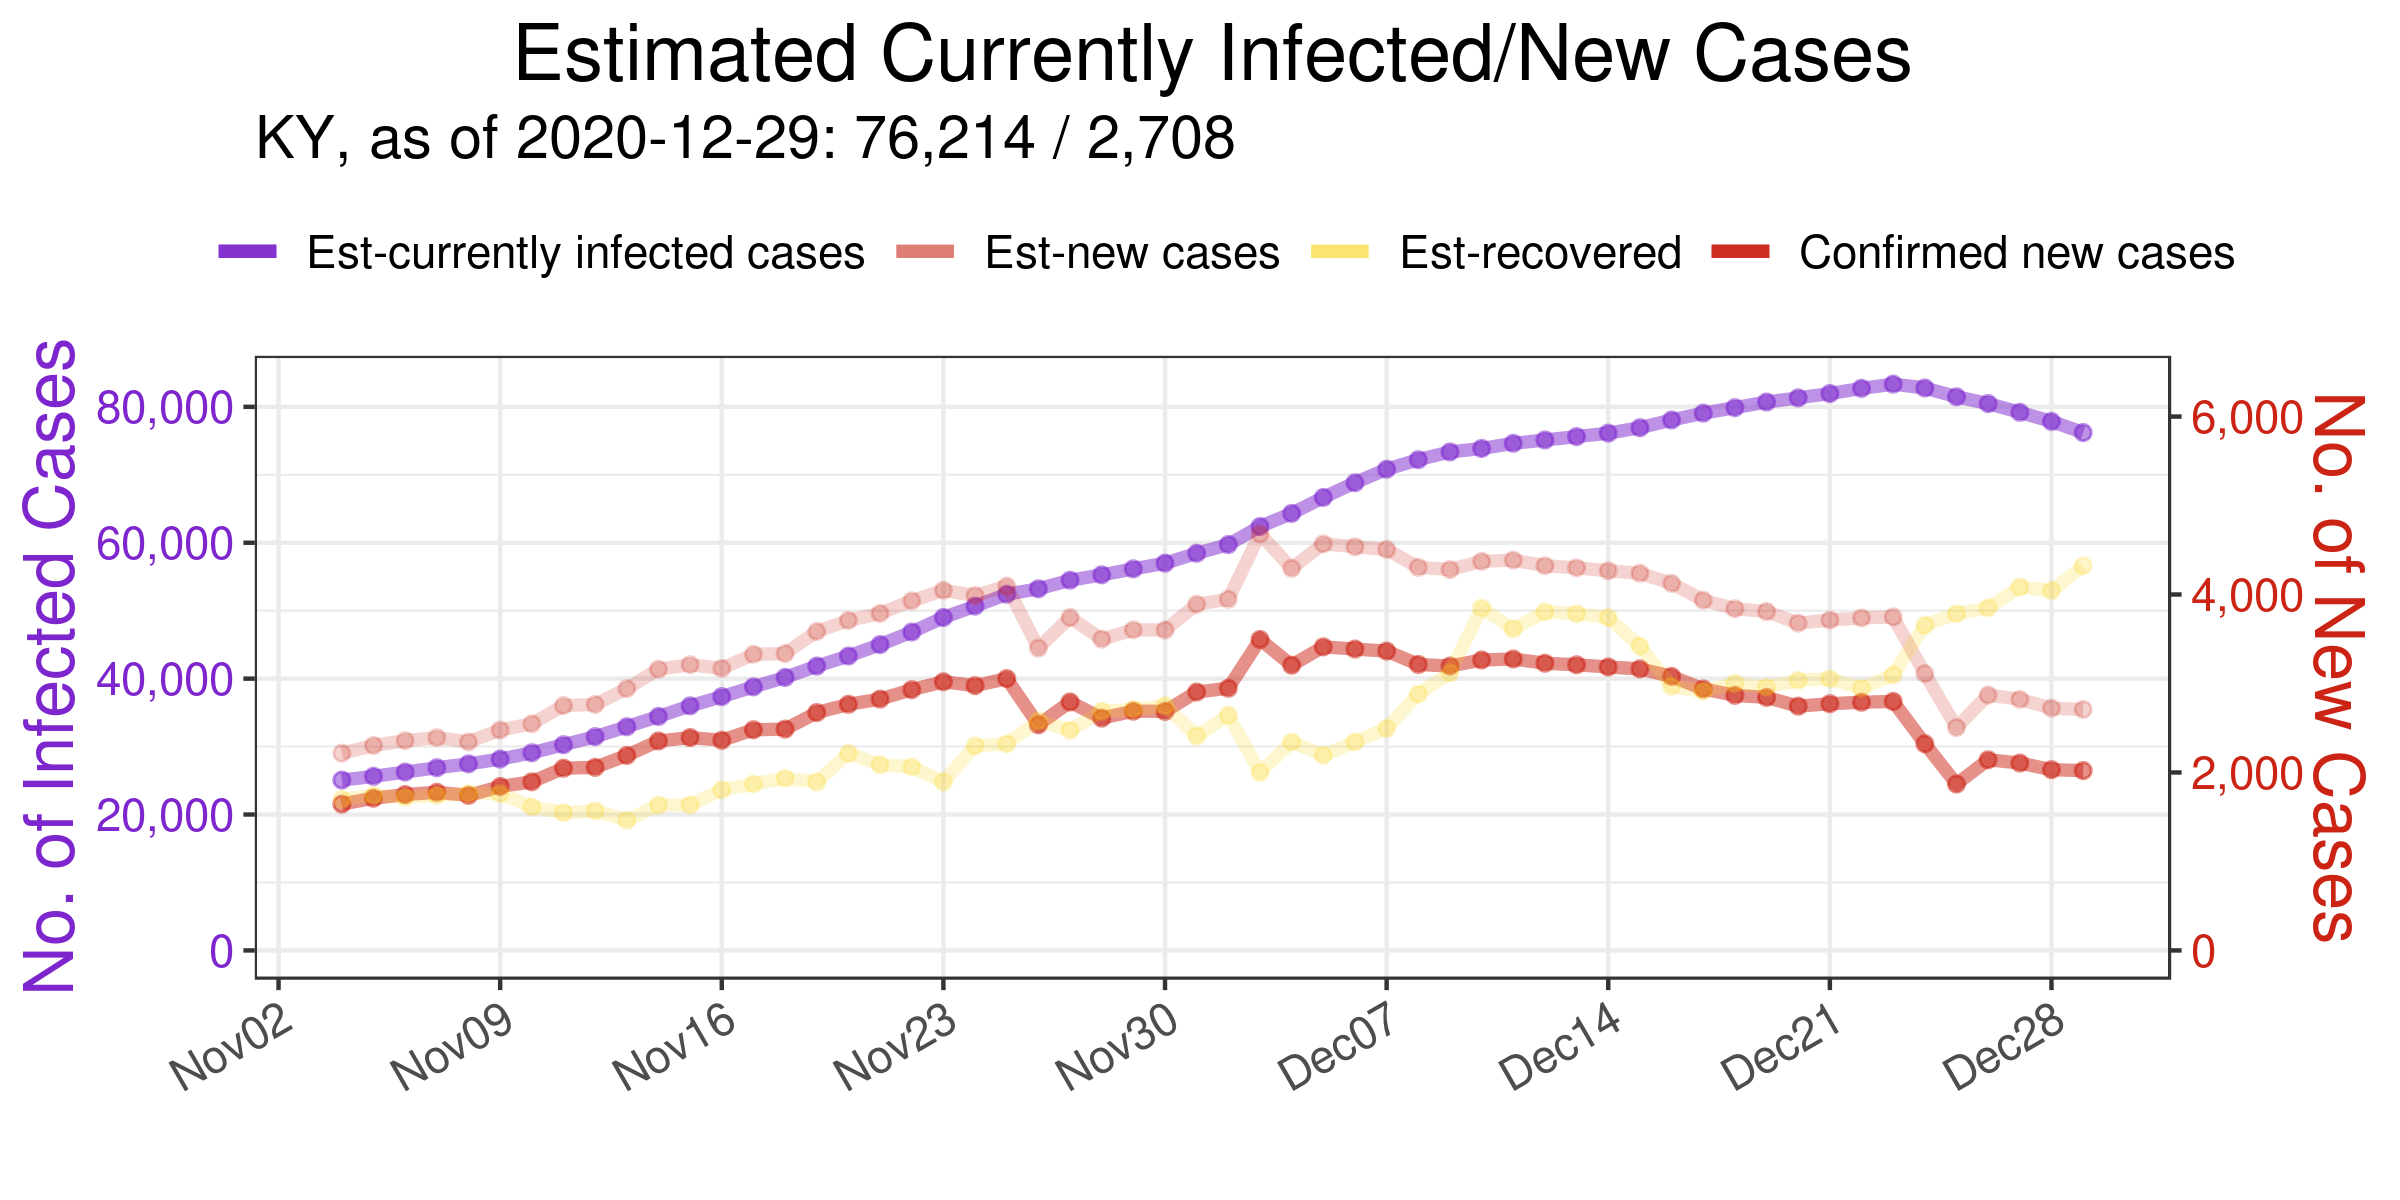 Estimated Currently Infected/New Cases
KY, as of 2020-12-29: 76,214 / 2,708
Est-currently infected cases Est-new cases Est-recovered Confirmed new cases
No. of Infected Cases
80,000
60,000
40,000
20,000
0
6,000
4,000
2,000
0
No. of New Cases
Nov02 Nov09 Nov16 Nov23 Nov30 Dec07 Dec14 Dec21 Dec28